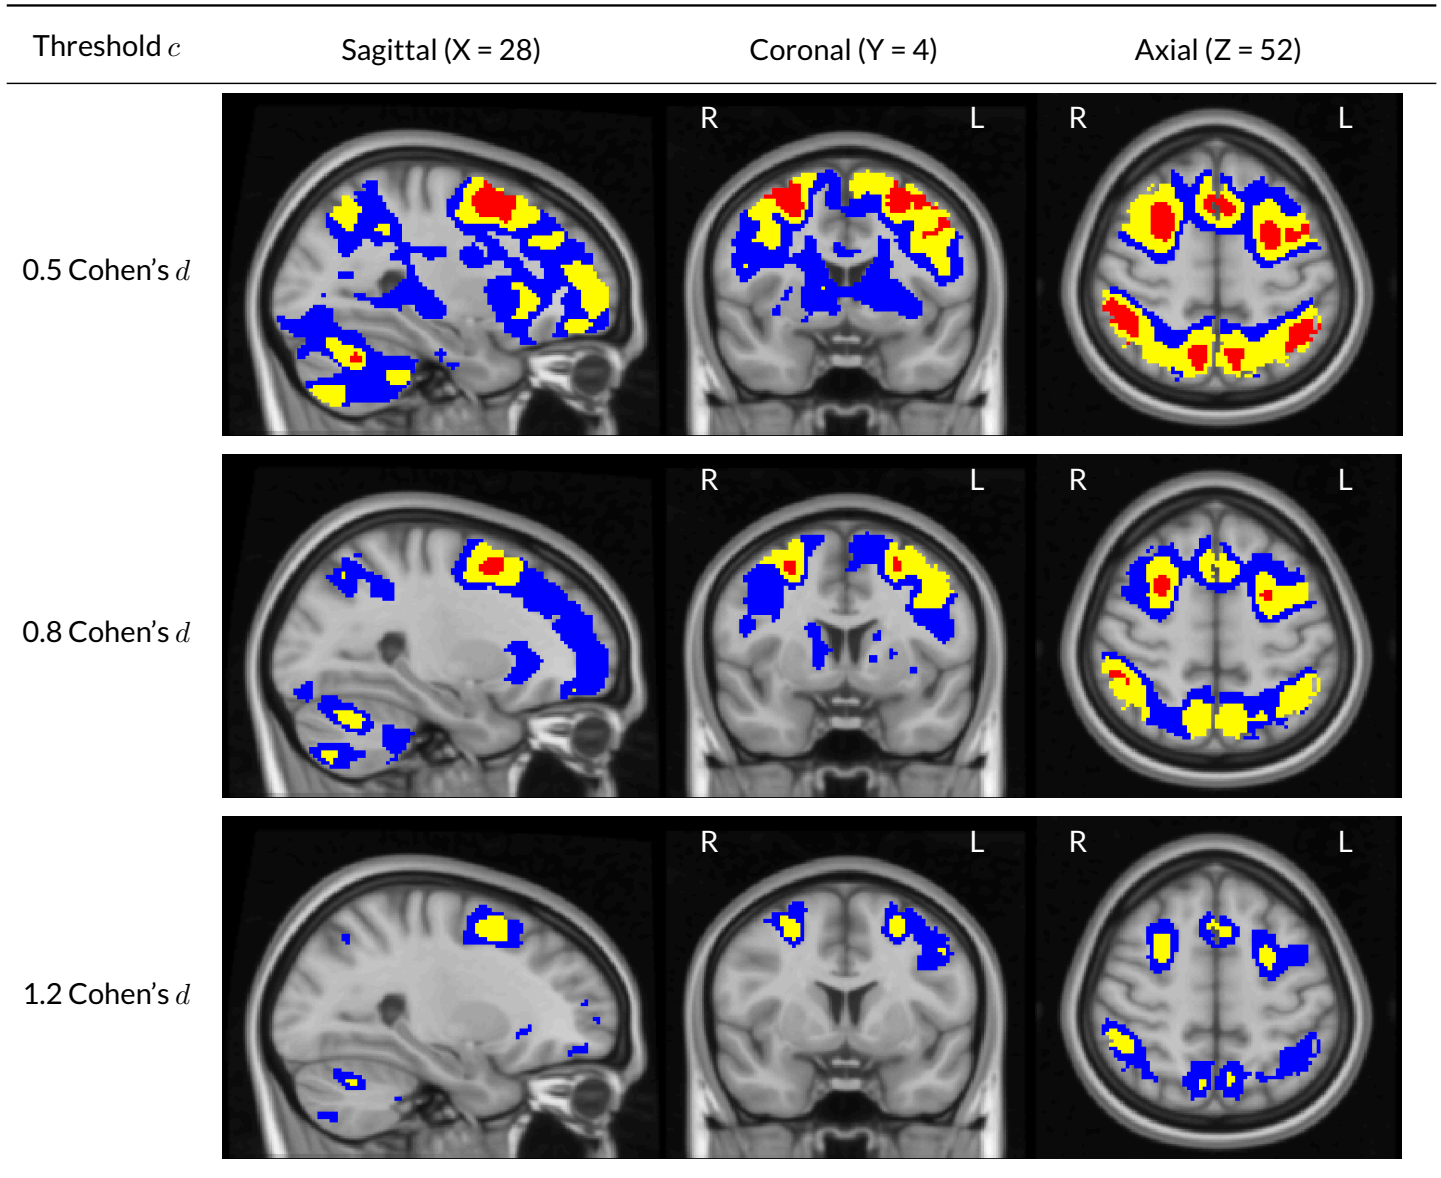 Threshold c Sagittal (X = 28) Coronal (Y = 4) Axial (Z = 52)
R L R L
0.5 Cohen's d
R L R L
0.8 Cohen's d
R L R L
1.2 Cohen's d